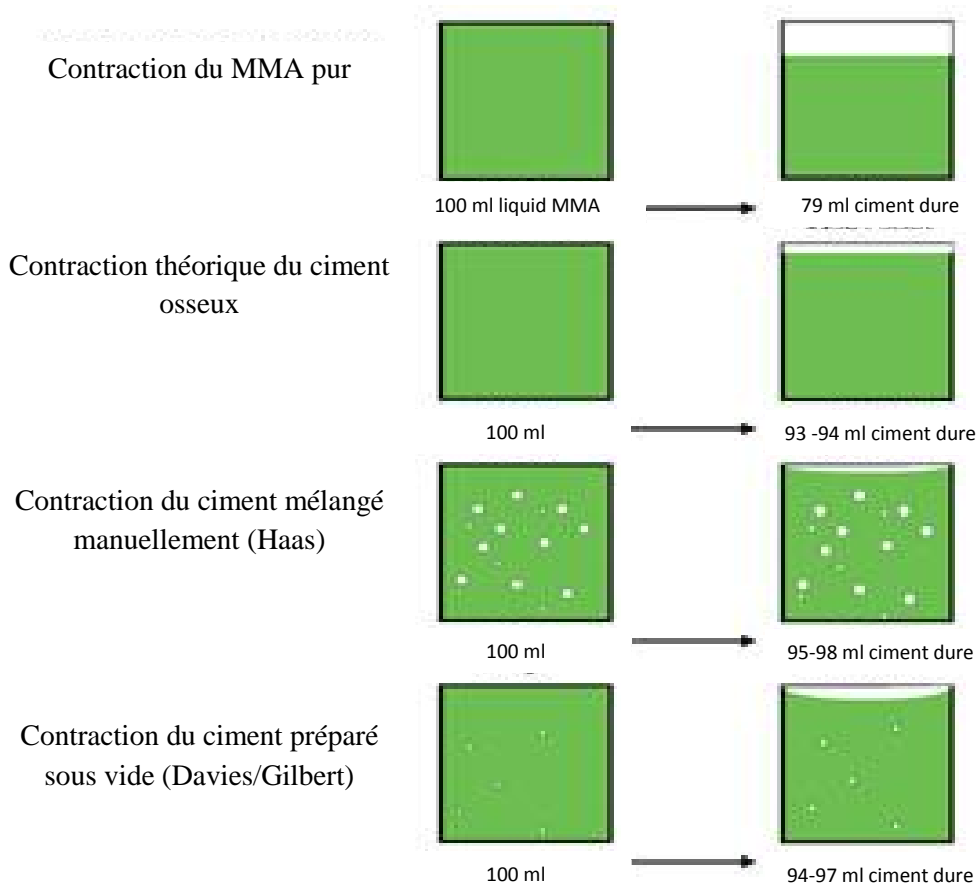 Contraction du MMA pur
100 ml liquid MMA
79 ml ciment dure
Contraction théorique du ciment
osseux
100 ml
93 -94 ml ciment dure
Contraction du ciment mélangé
manuellement (Haas)
100 ml
95-98 ml ciment dure
Contraction du ciment préparé
sous vide (Davies/Gilbert)
100 ml
94-97 ml ciment dure